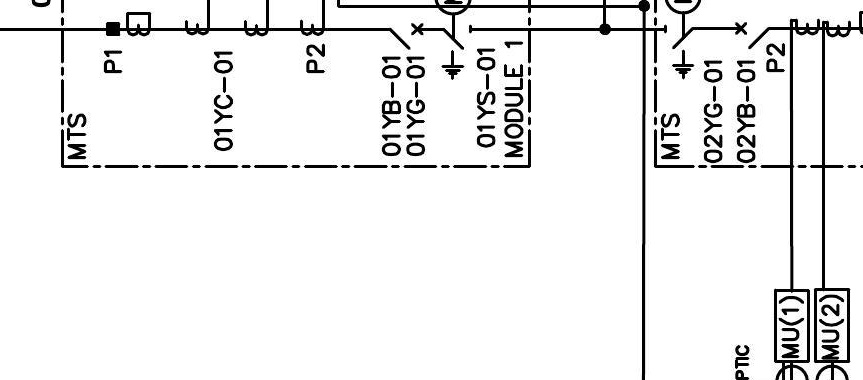 P1
01YC-01
P2
01YB-01
01YG-01
01YS-01
MODULE 1
MTS
MTS
02YG-01
02YB-01
P2
MU(1)
MU(2)